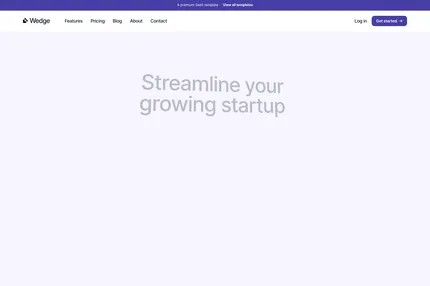 A premium SaaS template View all templates
Wedge Features Pricing Blog About Contact Log in Get started
Streamline your
growing startup